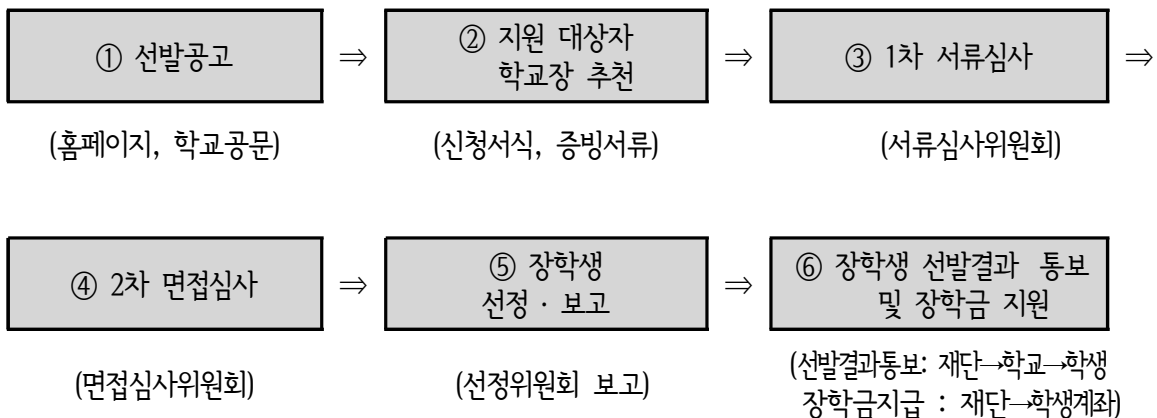 ① 선발공고 ⇒ ② 지원 대상자 학교장 추천 ⇒ ③ 1차 서류심사 ⇒
(홈페이지, 학교공문) (신청서식, 증빙서류) (서류심사위원회)
④ 2차 면접심사 ⇒ ⑤ 장학생 선정 · 보고 ⇒ ⑥ 장학생 선발결과 통보 및 장학금 지원
(면접심사위원회) (선정위원회 보고) (선발결과통보: 재단→학교→학생
장학금지급 : 재단→학생계좌)